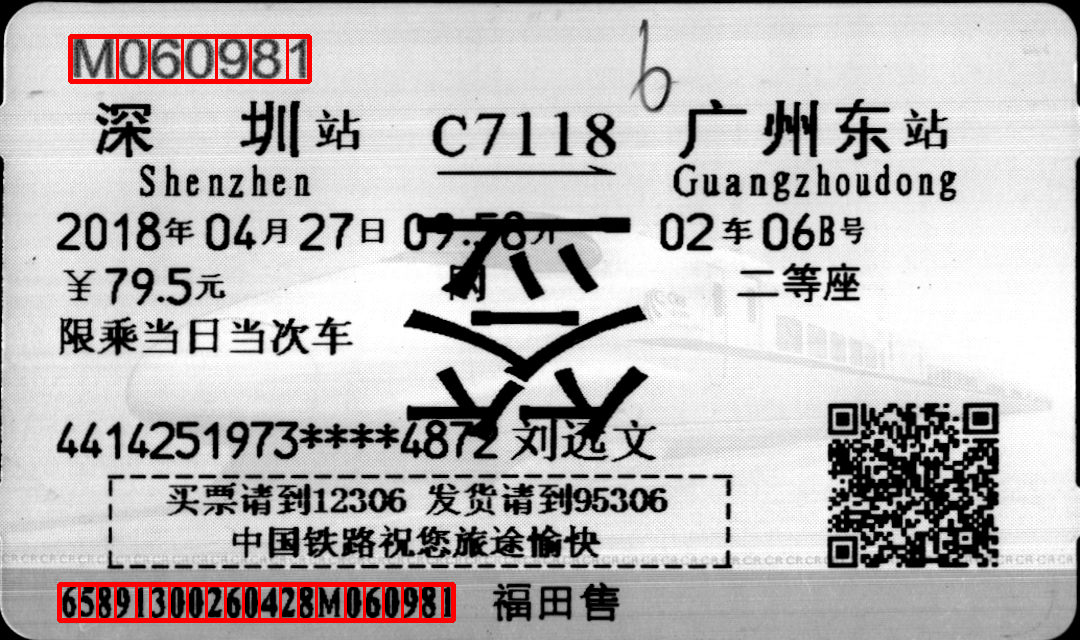 M060981
6
深圳站 C7118 广州东站
Shenzhen Guangzhoudong
2018年04月27日 09:58开 02车06B号
￥79.5元 网 二等座
限乘当日当次车
4414251973****4872 刘远文
买票请到12306 发货请到95306
中国铁路祝您旅途愉快
65891300260428M060981 福田售